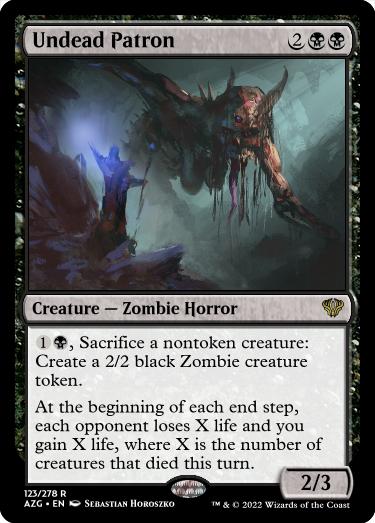 Undead Patron 2
Creature — Zombie Horror
1, Sacrifice a nontoken creature:
Create a 2/2 black Zombie creature
token.
At the beginning of each end step,
each opponent loses X life and you
gain X life, where X is the number of
creatures that died this turn.
2/3
123/278 R
AZG • EN Sebastian Horoszko
™ & © 2022 Wizards of the Coast